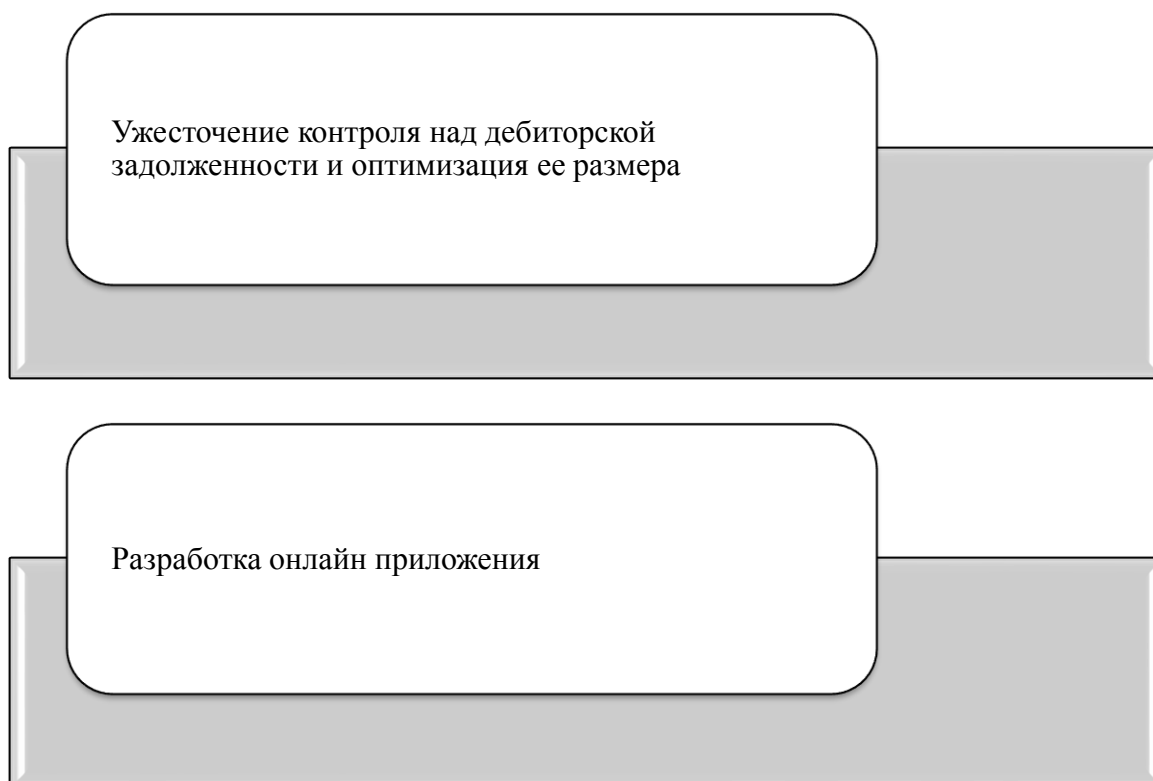 Ужесточение контроля над дебиторской
задолженности и оптимизация ее размера
Разработка онлайн приложения